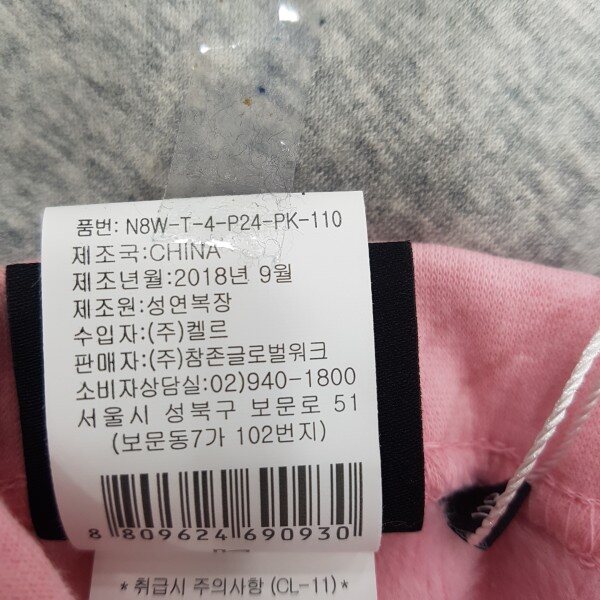 품번: N8W-T-4-P24-PK-110
제조국:CHINA
제조년월:2018년 9월
제조원:성연복장
수입자:(주)켈르
판매자:(주)참존글로벌워크
소비자상담실:02)940-1800
서울시 성북구 보문로 51
(보문동7가 102번지)
8 809624 690930
* 취급시 주의사항 (CL-11)*